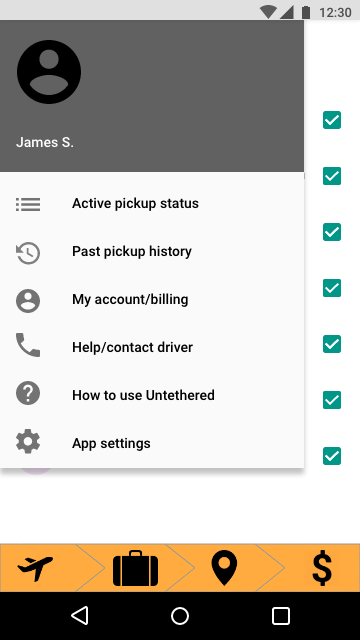 12:30
James S.
Active pickup status
Past pickup history
My account/billing
Help/contact driver
How to use Untethered
App settings
$